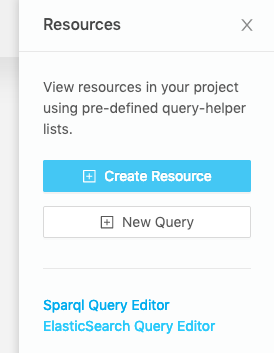 Resources
View resources in your project
using pre-defined query-helper
lists.
Create Resource
New Query
Sparql Query Editor
ElasticSearch Query Editor